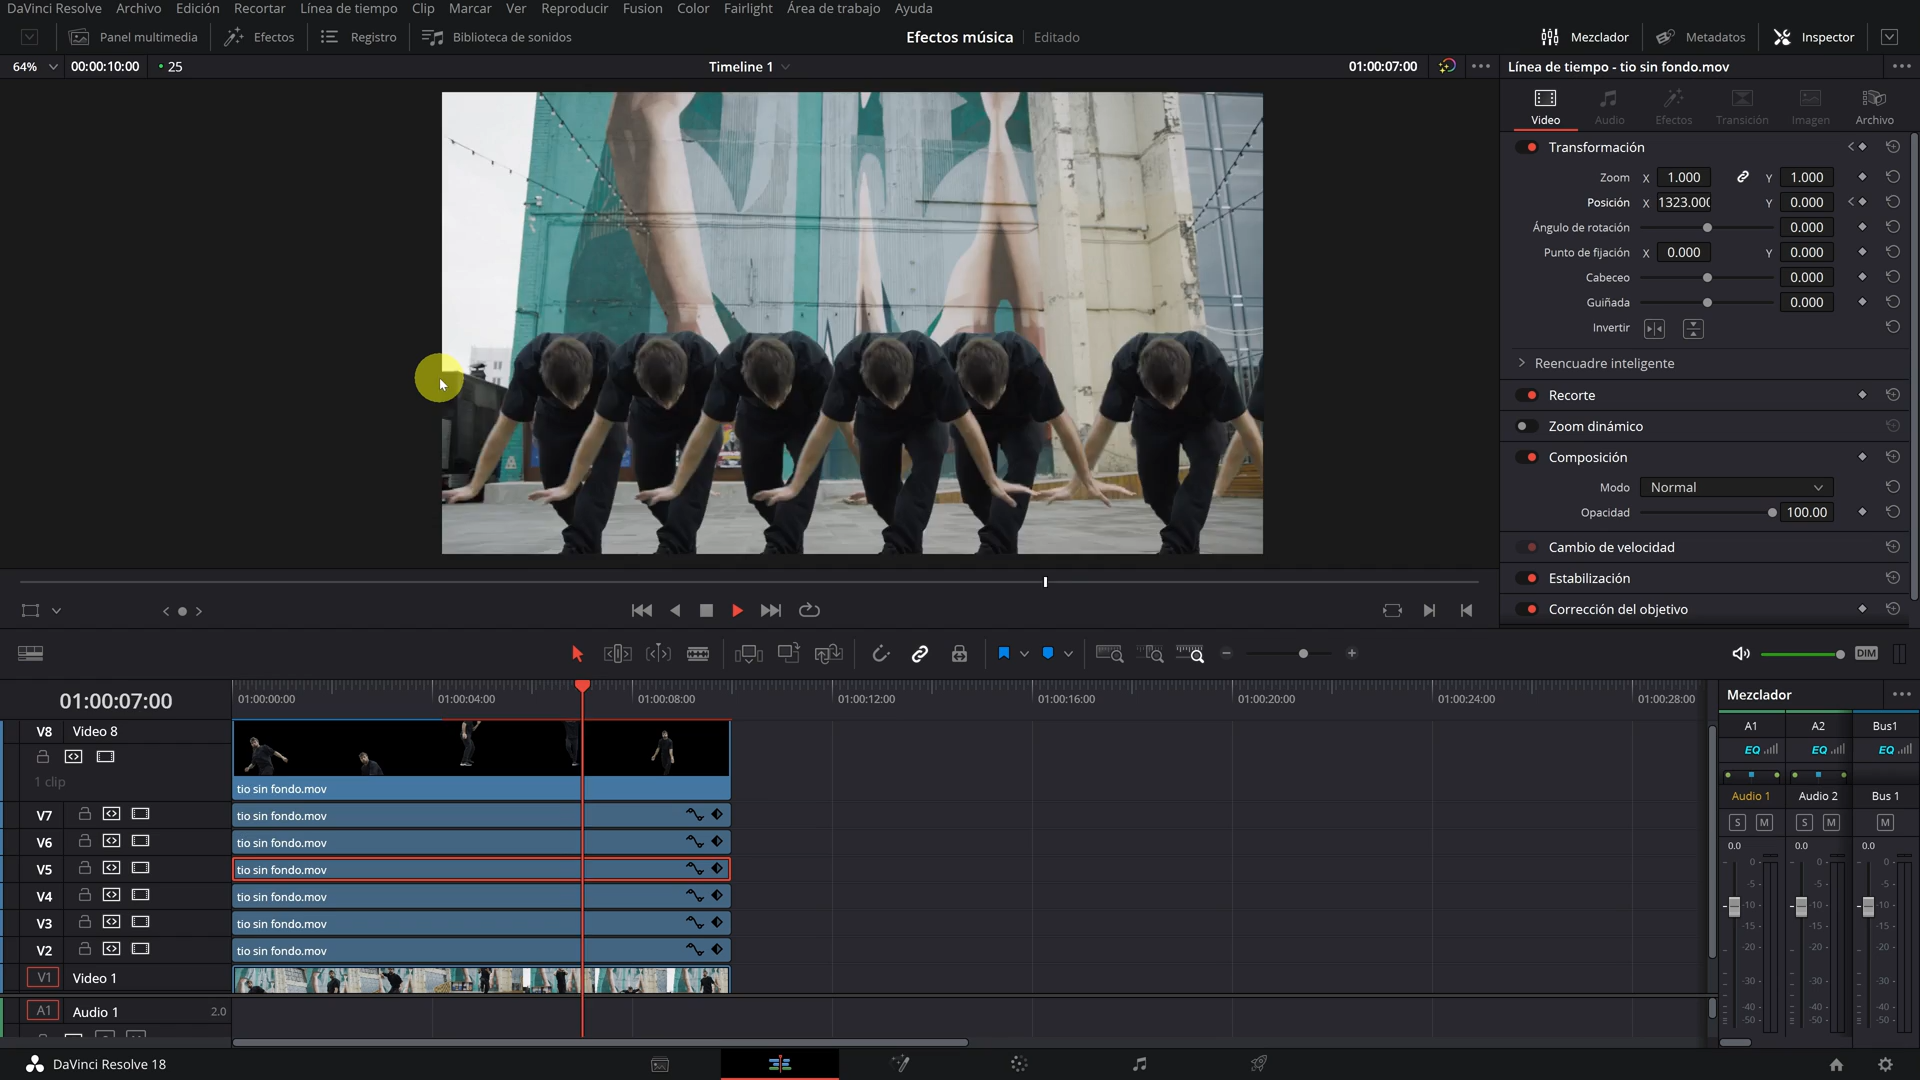 DaVinci Resolve Archivo Edición Recortar Línea de tiempo Clip Marcar Ver Reproducir Fusion Color Fairlight Área de trabajo Ayuda
Panel multimedia Efectos Registro Biblioteca de sonidos Efectos música Editado Mezclador Metadatos Inspector
64% 00:00:10:00 25 Timeline 1 01:00:07:00 Línea de tiempo - tio sin fondo.mov
Video Audio Efectos Transición Imagen Archivo
Transformación
Zoom X 1.000 Y 1.000
Posición X 1323.000 Y 0.000
Ángulo de rotación 0.000
Punto de fijación X 0.000 Y 0.000
Cabeceo 0.000
Guiñada 0.000
Invertir
Reencuadre inteligente
Recorte
Zoom dinámico
Composición
Modo Normal
Opacidad 100.00
Cambio de velocidad
Estabilización
Corrección del objetivo
DIM
01:00:07:00 01:00:00:00 01:00:04:00 01:00:08:00 01:00:12:00 01:00:16:00 01:00:20:00 01:00:24:00 01:00:28:00
V8 Video 8
1 clip
tio sin fondo.mov
V7 tio sin fondo.mov
V6 tio sin fondo.mov
V5 tio sin fondo.mov
V4 tio sin fondo.mov
V3 tio sin fondo.mov
V2 tio sin fondo.mov
V1 Video 1
A1 Audio 1 2.0
Mezclador
A1 A2 Bus1
EQ EQ EQ
Audio 1 Audio 2 Bus 1
S M S M M
0.0 0.0 0.0
0 0 0
-5 -5 -5
-10 -10 -10
-15 -15 -15
-20 -20 -20
-30 -30 -30
-40 -40 -40
-50 -50 -50
DaVinci Resolve 18